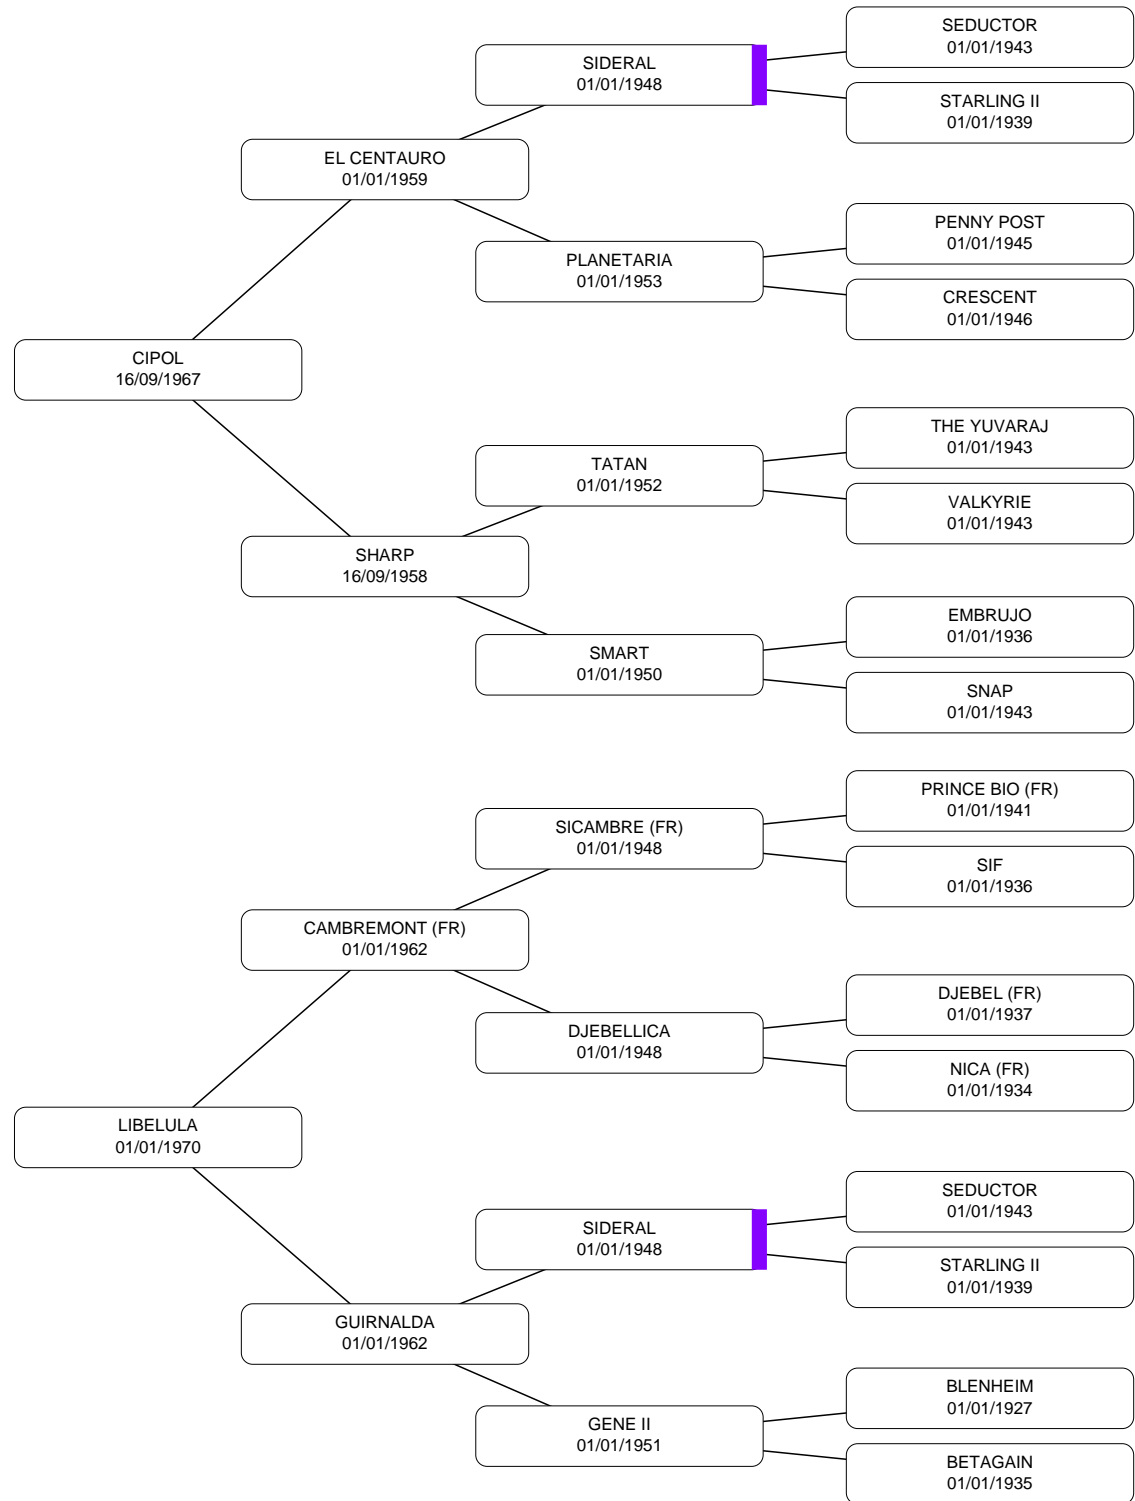 SEDUCTOR
01/01/1943
SIDERAL
01/01/1948
STARLING II
01/01/1939
EL CENTAURO
01/01/1959
PENNY POST
01/01/1945
PLANETARIA
01/01/1953
CRESCENT
01/01/1946
CIPOL
16/09/1967
THE YUVARAJ
01/01/1943
TATAN
01/01/1952
VALKYRIE
01/01/1943
SHARP
16/09/1958
EMBRUJO
01/01/1936
SMART
01/01/1950
SNAP
01/01/1943
PRINCE BIO (FR)
01/01/1941
SICAMBRE (FR)
01/01/1948
SIF
01/01/1936
CAMBREMONT (FR)
01/01/1962
DJEBEL (FR)
01/01/1937
DJEBELLICA
01/01/1948
NICA (FR)
01/01/1934
LIBELULA
01/01/1970
SEDUCTOR
01/01/1943
SIDERAL
01/01/1948
STARLING II
01/01/1939
GUIRNALDA
01/01/1962
BLENHEIM
01/01/1927
GENE II
01/01/1951
BETAGAIN
01/01/1935